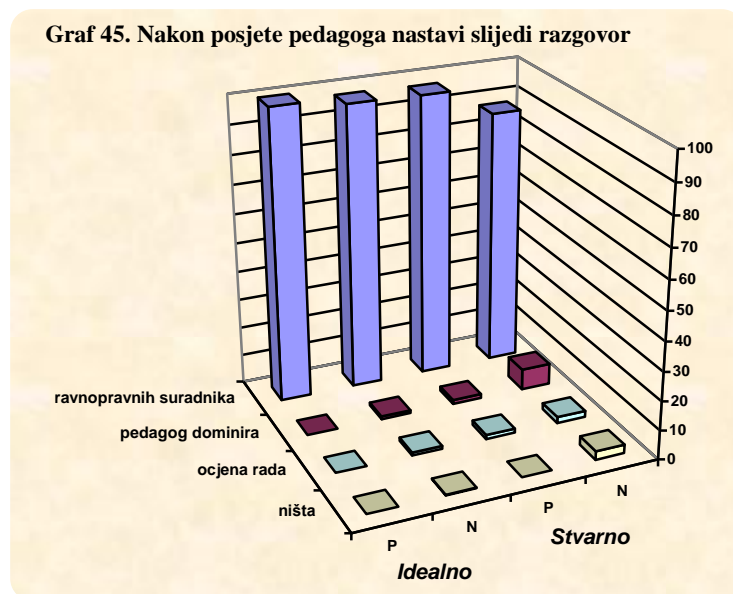 Graf 45. Nakon posjete pedagoga nastavi slijedi razgovor
100
90
80
70
60
50
40
30
20
10
0
ravnopravnih suradnika
pedagog dominira
ocjena rada
ništa
P
N
P
N
Idealno
Stvarno